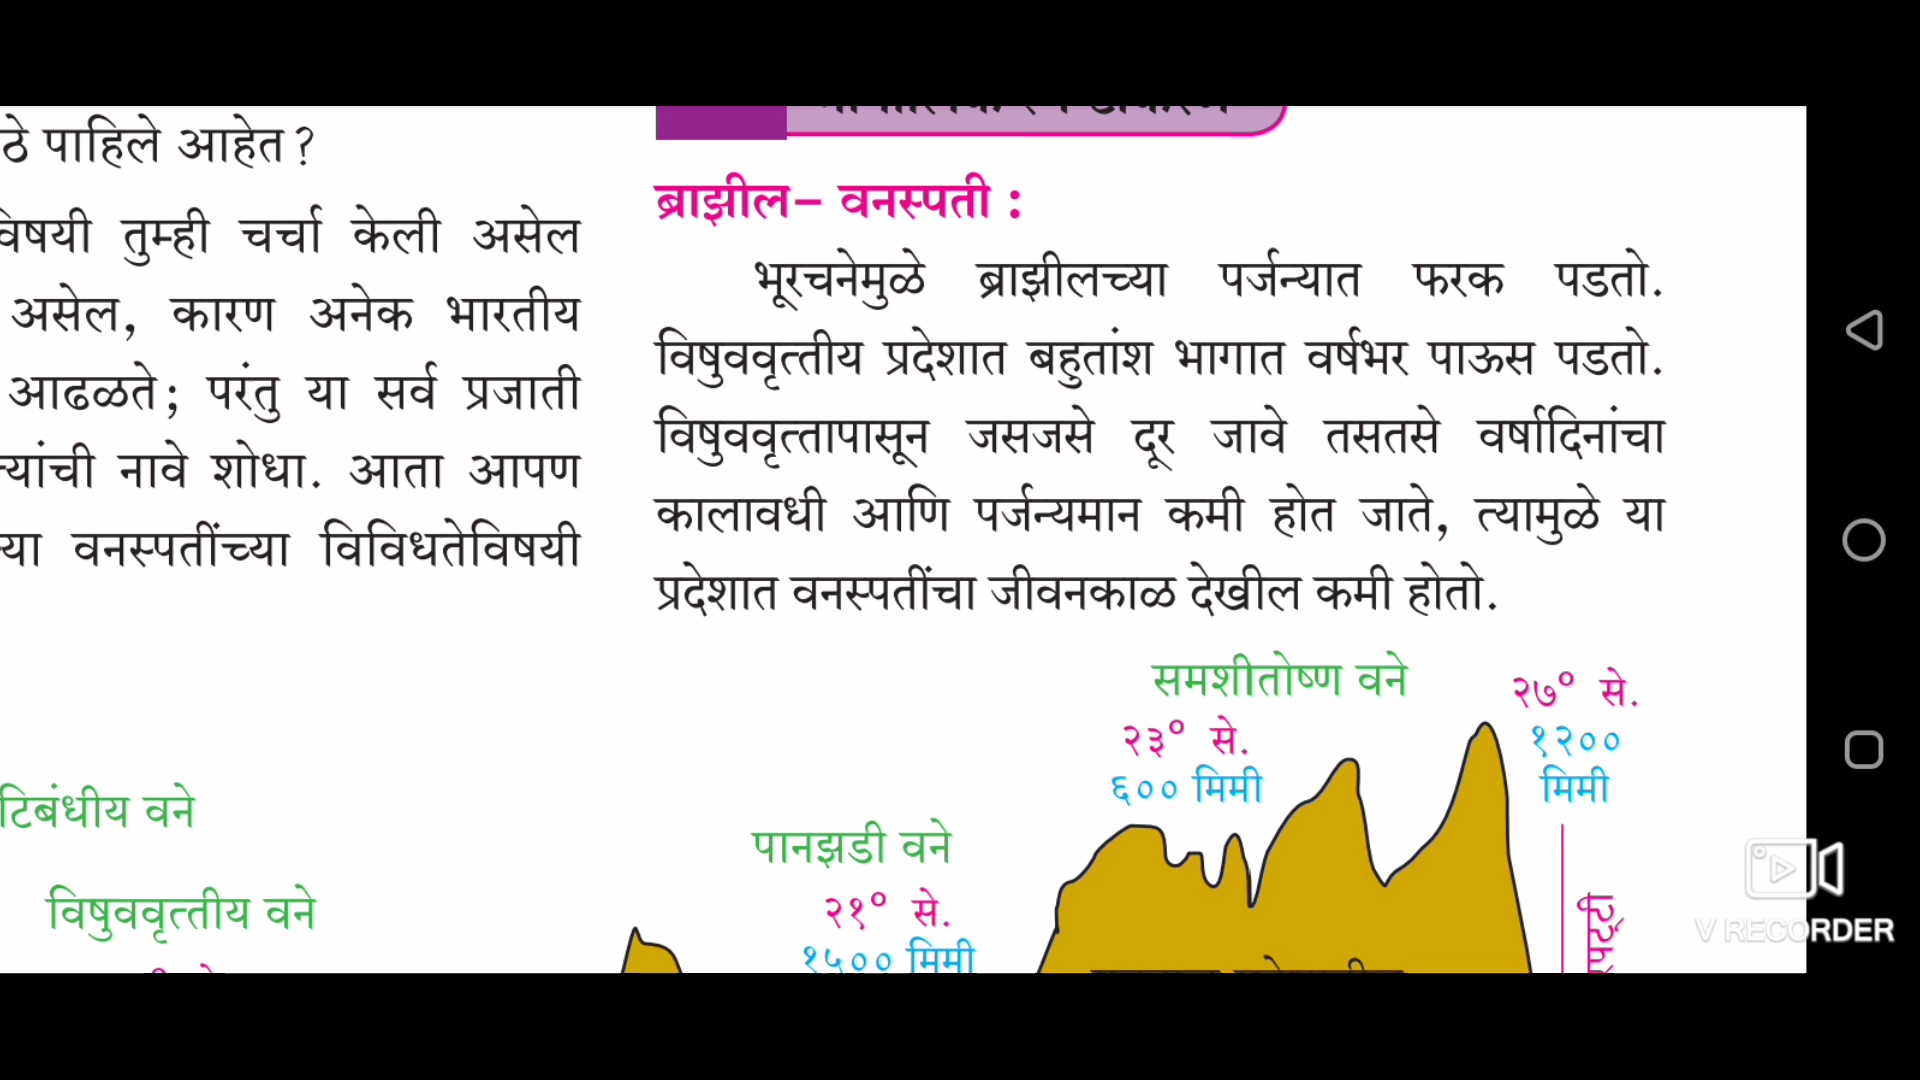 ठे पाहिले आहेत?
विषयी तुम्ही चर्चा केली असेल
असेल, कारण अनेक भारतीय
आढळते; परंतु या सर्व प्रजाती
त्यांची नावे शोधा. आता आपण
च्या वनस्पतींच्या विविधतेविषयी
ब्राझील– वनस्पती :
भूरचनेमुळे ब्राझीलच्या पर्जन्यात फरक पडतो.
विषुववृत्तीय प्रदेशात बहुतांश भागात वर्षभर पाऊस पडतो.
विषुववृत्तापासून जसजसे दूर जावे तसतसे वर्षादिनांचा
कालावधी आणि पर्जन्यमान कमी होत जाते, त्यामुळे या
प्रदेशात वनस्पतींचा जीवनकाळ देखील कमी होतो.
समशीतोष्ण वने
२७° से.
१२००
मिमी
२३° से.
६०० मिमी
टिबंधीय वने
पानझडी वने
२१° से.
१५०० मिमी
विषुववृत्तीय वने
V RECORDER